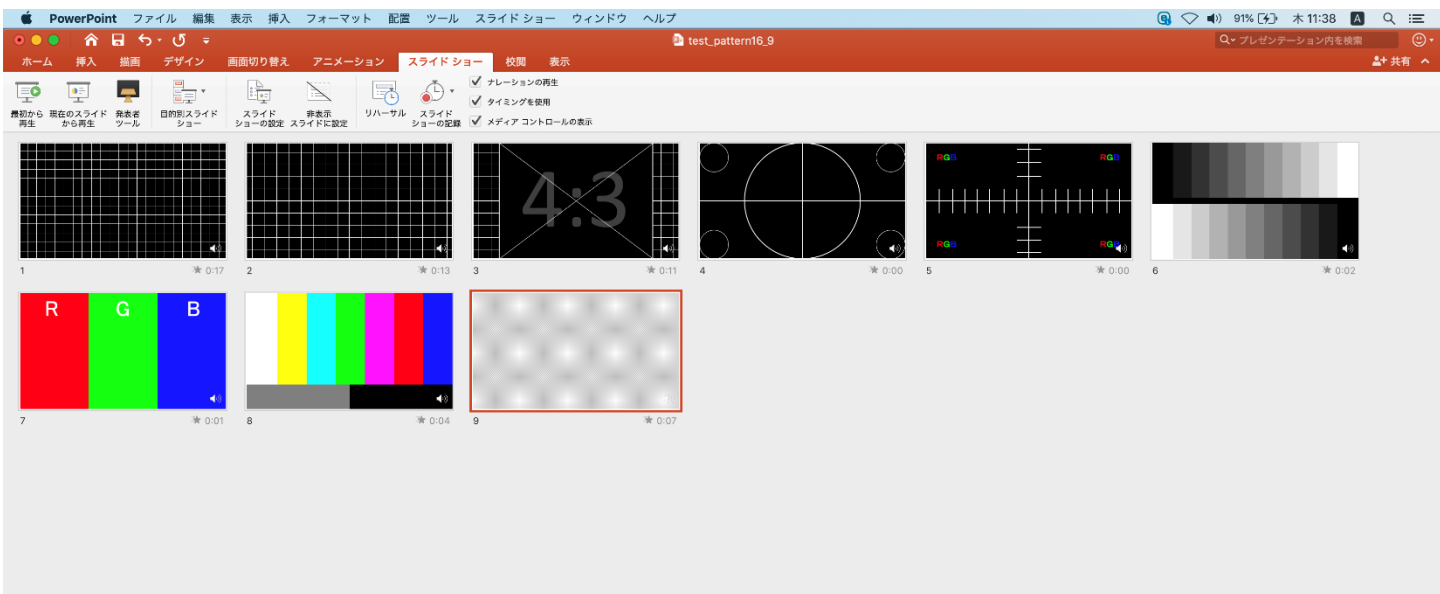 PowerPoint ファイル 編集 表示 挿入 フォーマット 配置 ツール スライド ショー ウィンドウ ヘルプ 91% 木 11:38 A
test_pattern16_9 プレゼンテーション内を検索
ホーム 挿入 描画 デザイン 画面切り替え アニメーション スライド ショー 校閲 表示 共有
最初から
再生
現在のスライド
から再生
発表者
ツール
目的別スライド
ショー
スライド
ショーの設定
非表示
スライドに設定
リハーサル
スライド
ショーの記録
ナレーションの再生
タイミングを使用
メディア コントロールの表示
4:3
RGB RGB
RGB RGB
1 0:17 2 0:13 3 0:11 4 0:00 5 0:00 6 0:02
R G B
7 0:01 8 0:04 9 0:07